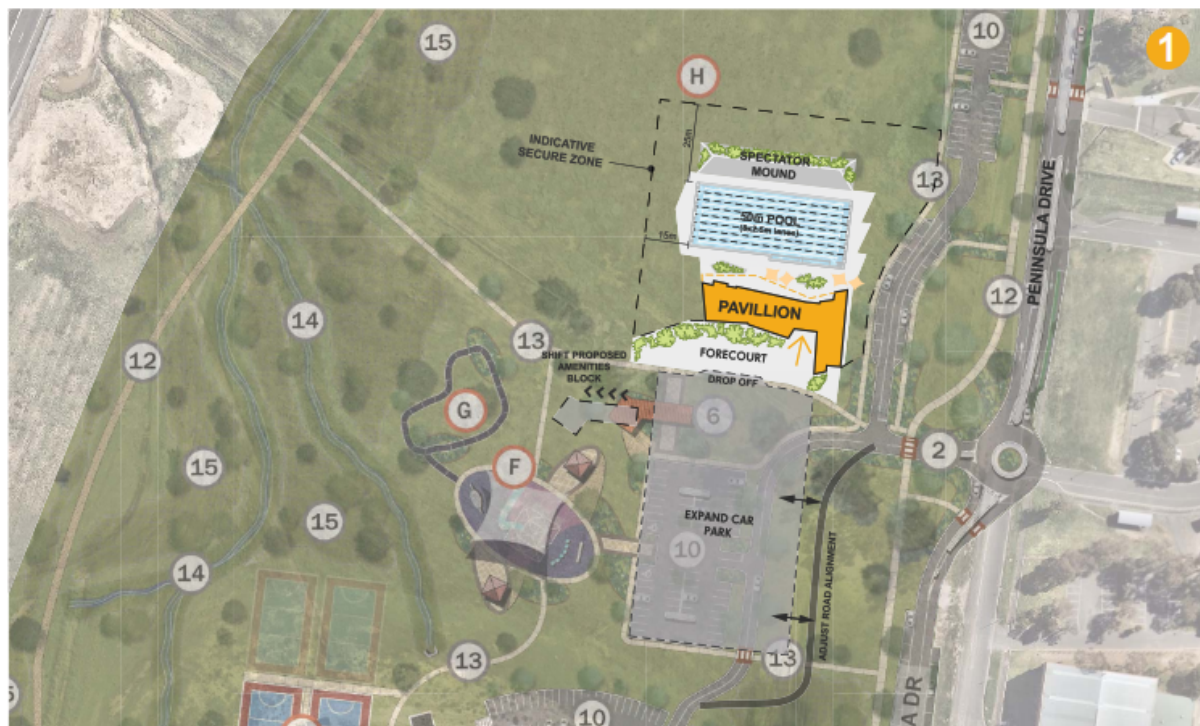 15
10
1
H
25m
INDICATIVE
SECURE ZONE
SPECTATOR
MOUND
13
50m POOL
(8x2.5m lanes)
15m
PENINSULA DRIVE
12
14
PAVILLION
13
12
SHIFT PROPOSED
AMENITIES
BLOCK
FORECOURT
DROP OFF
G
6
2
F
15
15
EXPAND CAR
PARK
10
ADJUST ROAD ALIGNMENT
14
13
13
10
A DR